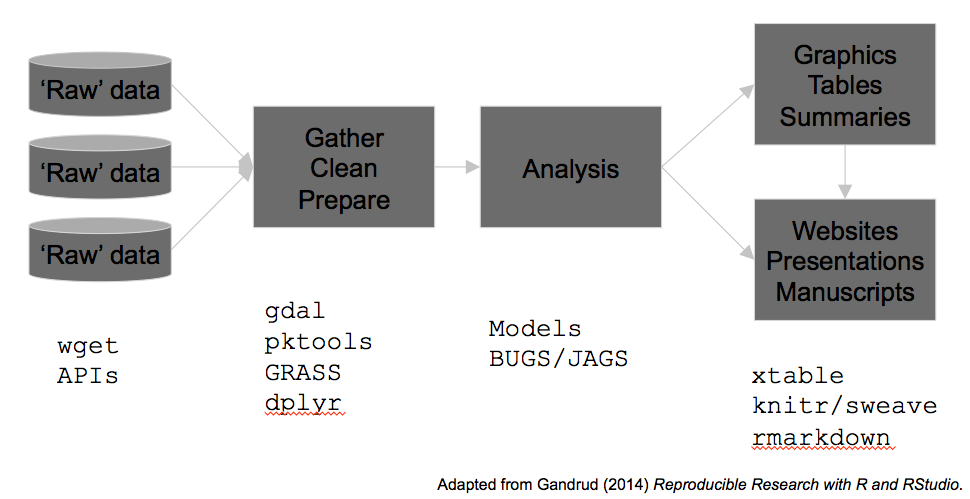 ‘Raw’ data
‘Raw’ data
‘Raw’ data
wget
APIs
Gather
Clean
Prepare
gdal
pktools
GRASS
dplyr
Analysis
Models
BUGS/JAGS
Graphics
Tables
Summaries
Websites
Presentations
Manuscripts
xtable
knitr/sweave
rmarkdown
Adapted from Gandrud (2014) Reproducible Research with R and RStudio.